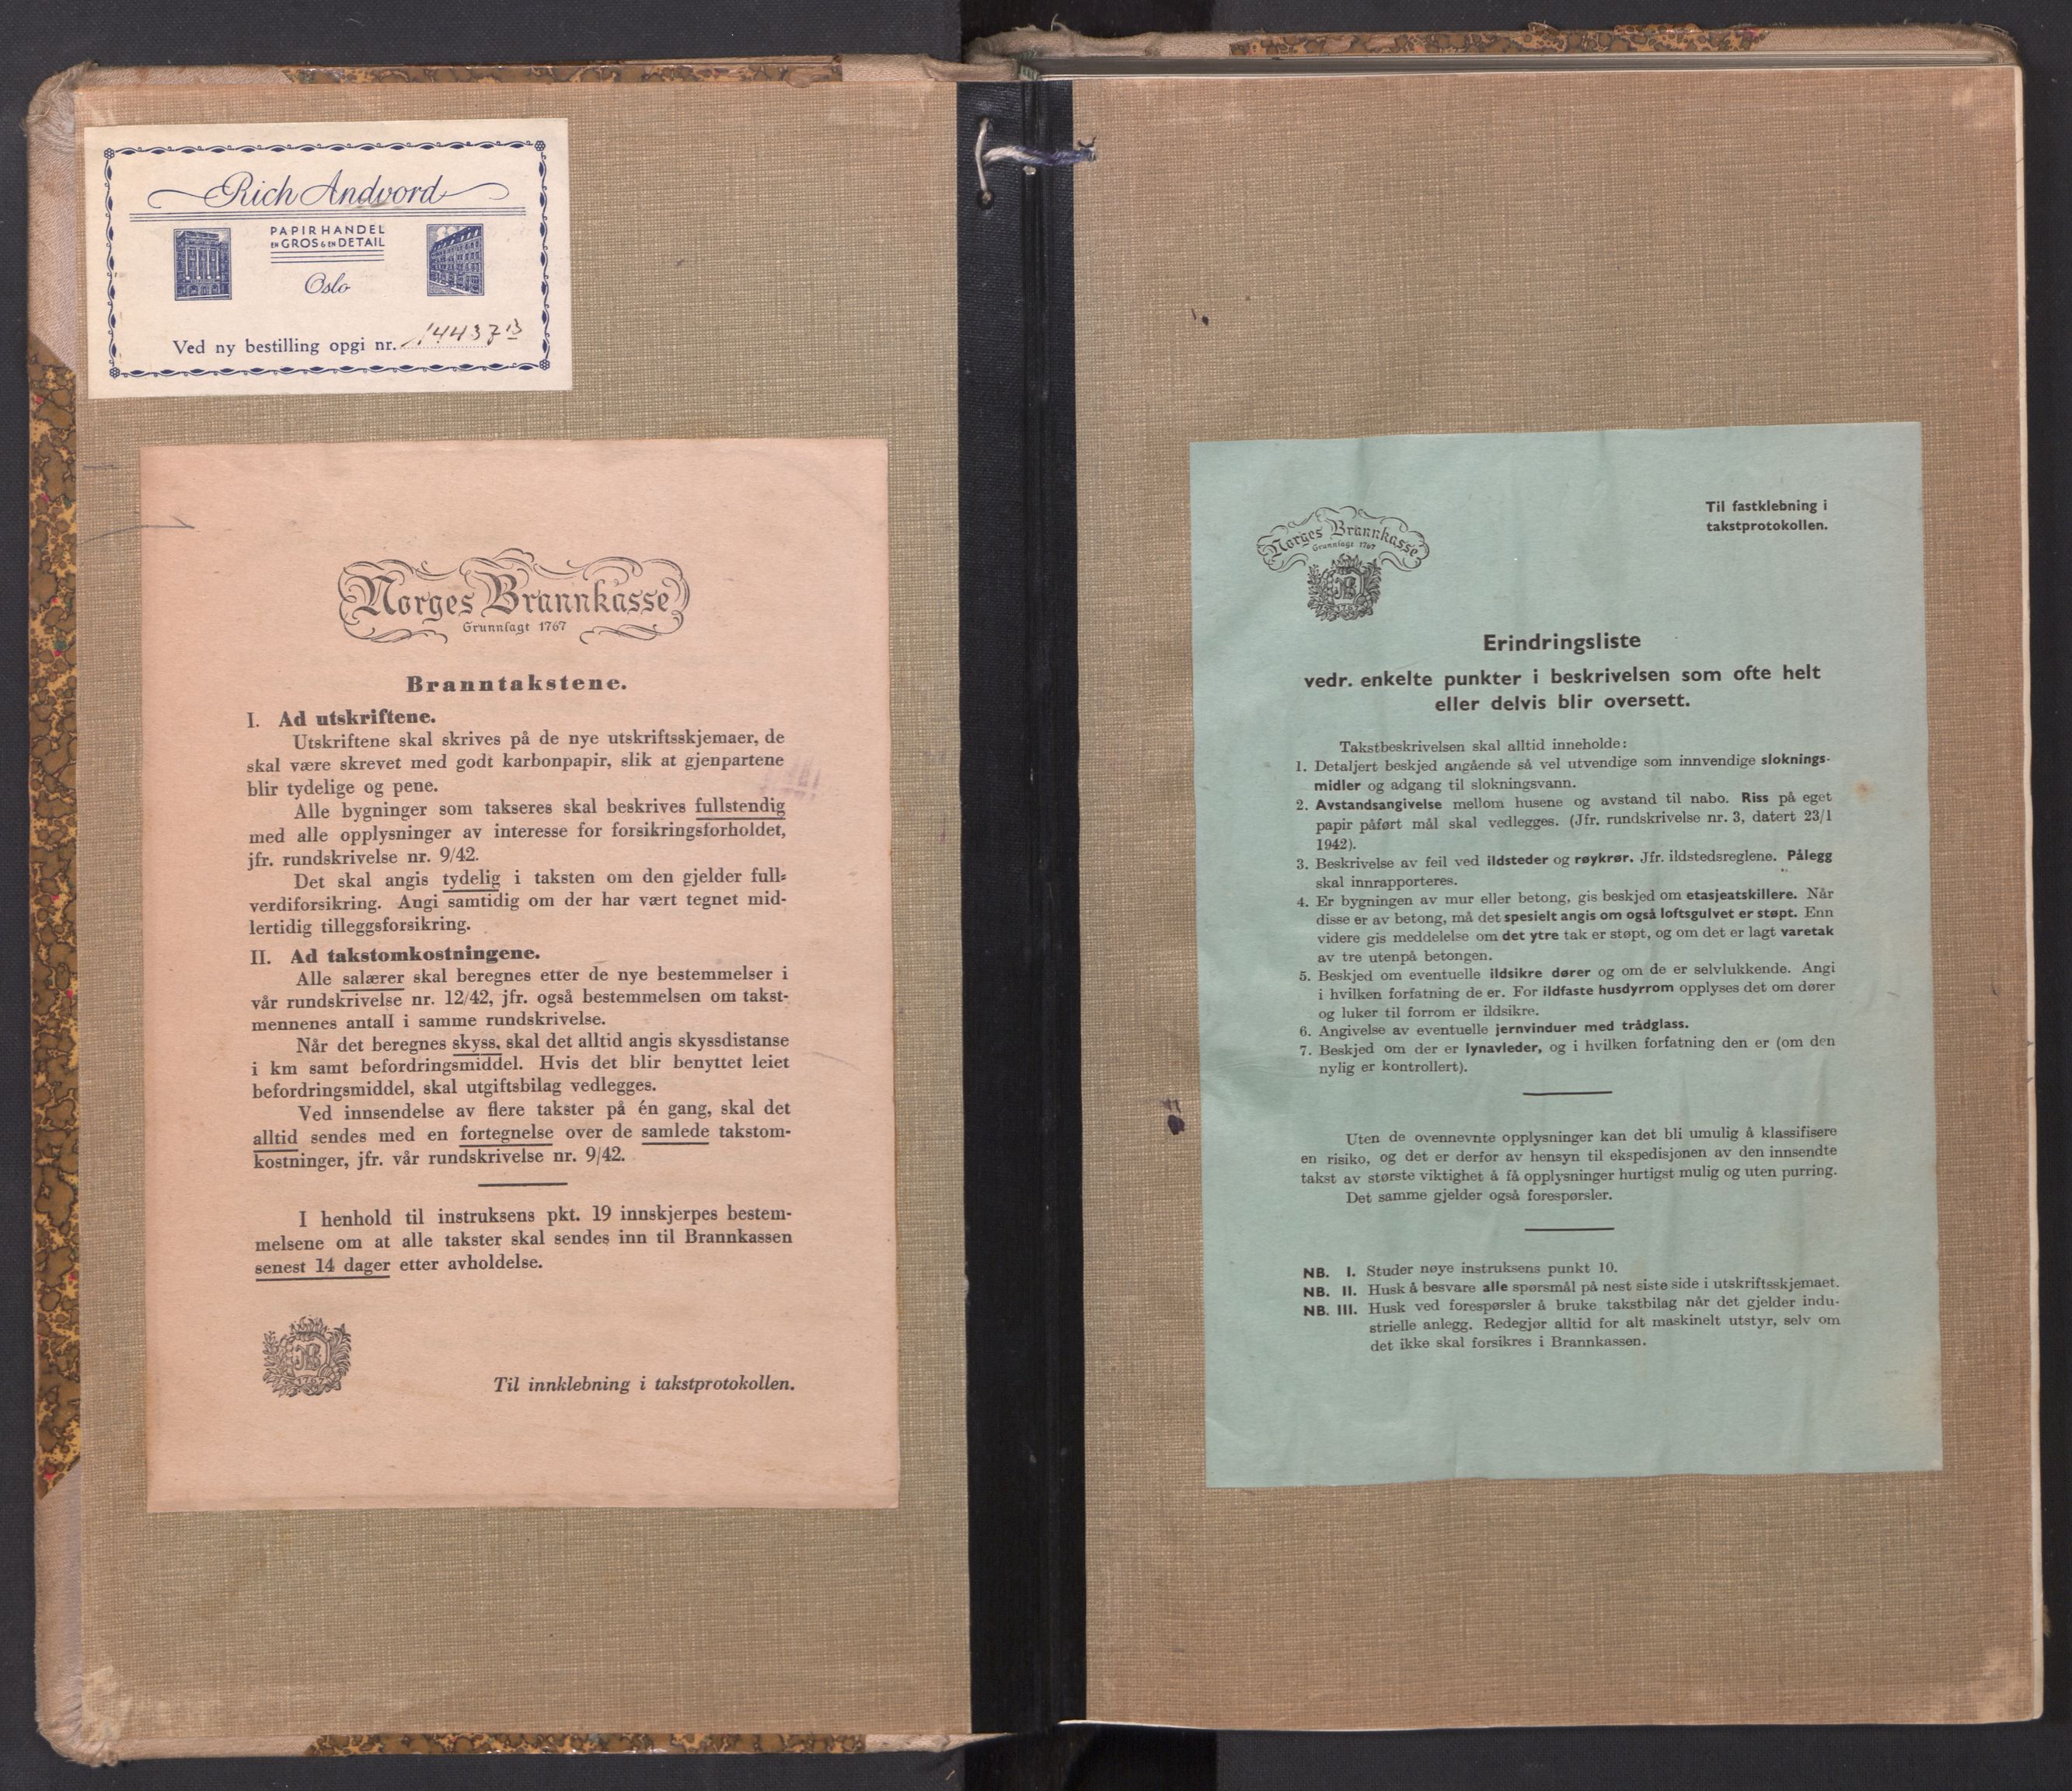 Rich Andvord
PAPIRHANDEL
EN GROS & EN DETAIL
Oslo
Ved ny bestilling opgi nr. 14437 B
Norges Brannkasse
Grunnlagt 1767
Branntakstene.
I. Ad utskriftene.
Utskriftene skal skrives på de nye utskriftsskjemaer, de
skal være skrevet med godt karbonpapir, slik at gjenpartene
blir tydelige og pene.
Alle bygninger som takseres skal beskrives fullstendig
med alle opplysninger av interesse for forsikringsforholdet,
jfr. rundskrivelse nr. 9/42.
Det skal angis tydelig i taksten om den gjelder full-
verdiforsikring. Angi samtidig om der har vært tegnet mid-
lertidig tilleggsforsikring.
II. Ad takstomkostningene.
Alle salærer skal beregnes etter de nye bestemmelser i
vår rundskrivelse nr. 12/42, jfr. også bestemmelsen om takst-
mennenes antall i samme rundskrivelse.
Når det beregnes skyss, skal det alltid angis skyssdistanse
i km samt befordringsmiddel. Hvis det blir benyttet leiet
befordringsmiddel, skal utgiftsbilag vedlegges.
Ved innsendelse av flere takster på én gang, skal det
alltid sendes med en fortegnelse over de samlede takstom-
kostninger, jfr. vår rundskrivelse nr. 9/42.
I henhold til instruksens pkt. 19 innskjerpes bestem-
melsene om at alle takster skal sendes inn til Brannkassen
senest 14 dager etter avholdelse.
1767
Til innklebning i takstprotokollen.
Til fastklebning i
takstprotokollen.
Norges Brannkasse
Grunnlagt 1767
1767
Erindringsliste
vedr. enkelte punkter i beskrivelsen som ofte helt
eller delvis blir oversett.
Takstbeskrivelsen skal alltid inneholde:
1. Detaljert beskjed angående så vel utvendige som innvendige sloknings-
midler og adgang til slokningsvann.
2. Avstandsangivelse mellom husene og avstand til nabo. Riss på eget
papir påført mål skal vedlegges. (Jfr. rundskrivelse nr. 3, datert 23/1
1942).
3. Beskrivelse av feil ved ildsteder og røykrør. Jfr. ildstedsreglene. Pålegg
skal innrapporteres.
4. Er bygningen av mur eller betong, gis beskjed om etasjeatskillere. Når
disse er av betong, må det spesielt angis om også loftsgulvet er støpt. Enn
videre gis meddelelse om det ytre tak er støpt, og om det er lagt varetak
av tre utenpå betongen.
5. Beskjed om eventuelle ildsikre dører og om de er selvlukkende. Angi
i hvilken forfatning de er. For ildfaste husdyrrom opplyses det om dører
og luker til forrom er ildsikre.
6. Angivelse av eventuelle jernvinduer med trådglass.
7. Beskjed om der er lynavleder, og i hvilken forfatning den er (om den
nylig er kontrollert).
Uten de ovennevnte opplysninger kan det bli umulig å klassifisere
en risiko, og det er derfor av hensyn til ekspedisjonen av den innsendte
takst av største viktighet å få opplysninger hurtigst mulig og uten purring.
Det samme gjelder også forespørsler.
NB. I. Studer nøye instruksens punkt 10.
NB. II. Husk å besvare alle spørsmål på nest siste side i utskriftsskjemaet.
NB. III. Husk ved forespørsler å bruke takstbilag når det gjelder indu-
strielle anlegg. Redegjør alltid for alt maskinelt utstyr, selv om
det ikke skal forsikres i Brannkassen.